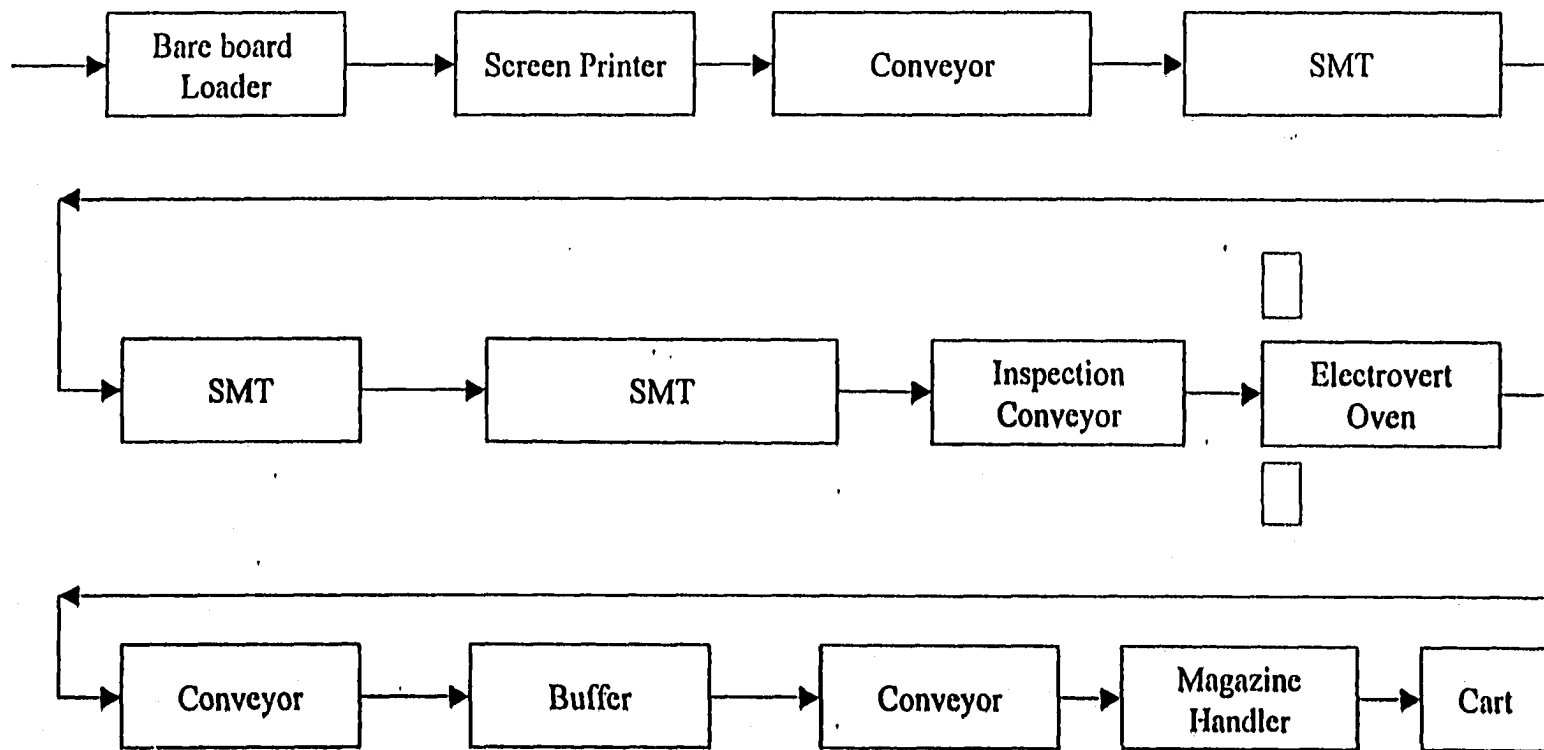 Bare board
Loader
Screen Printer
Conveyor
SMT
SMT
SMT
Inspection
Conveyor
Electrovert
Oven
Conveyor
Buffer
Conveyor
Magazine
Handler
Cart